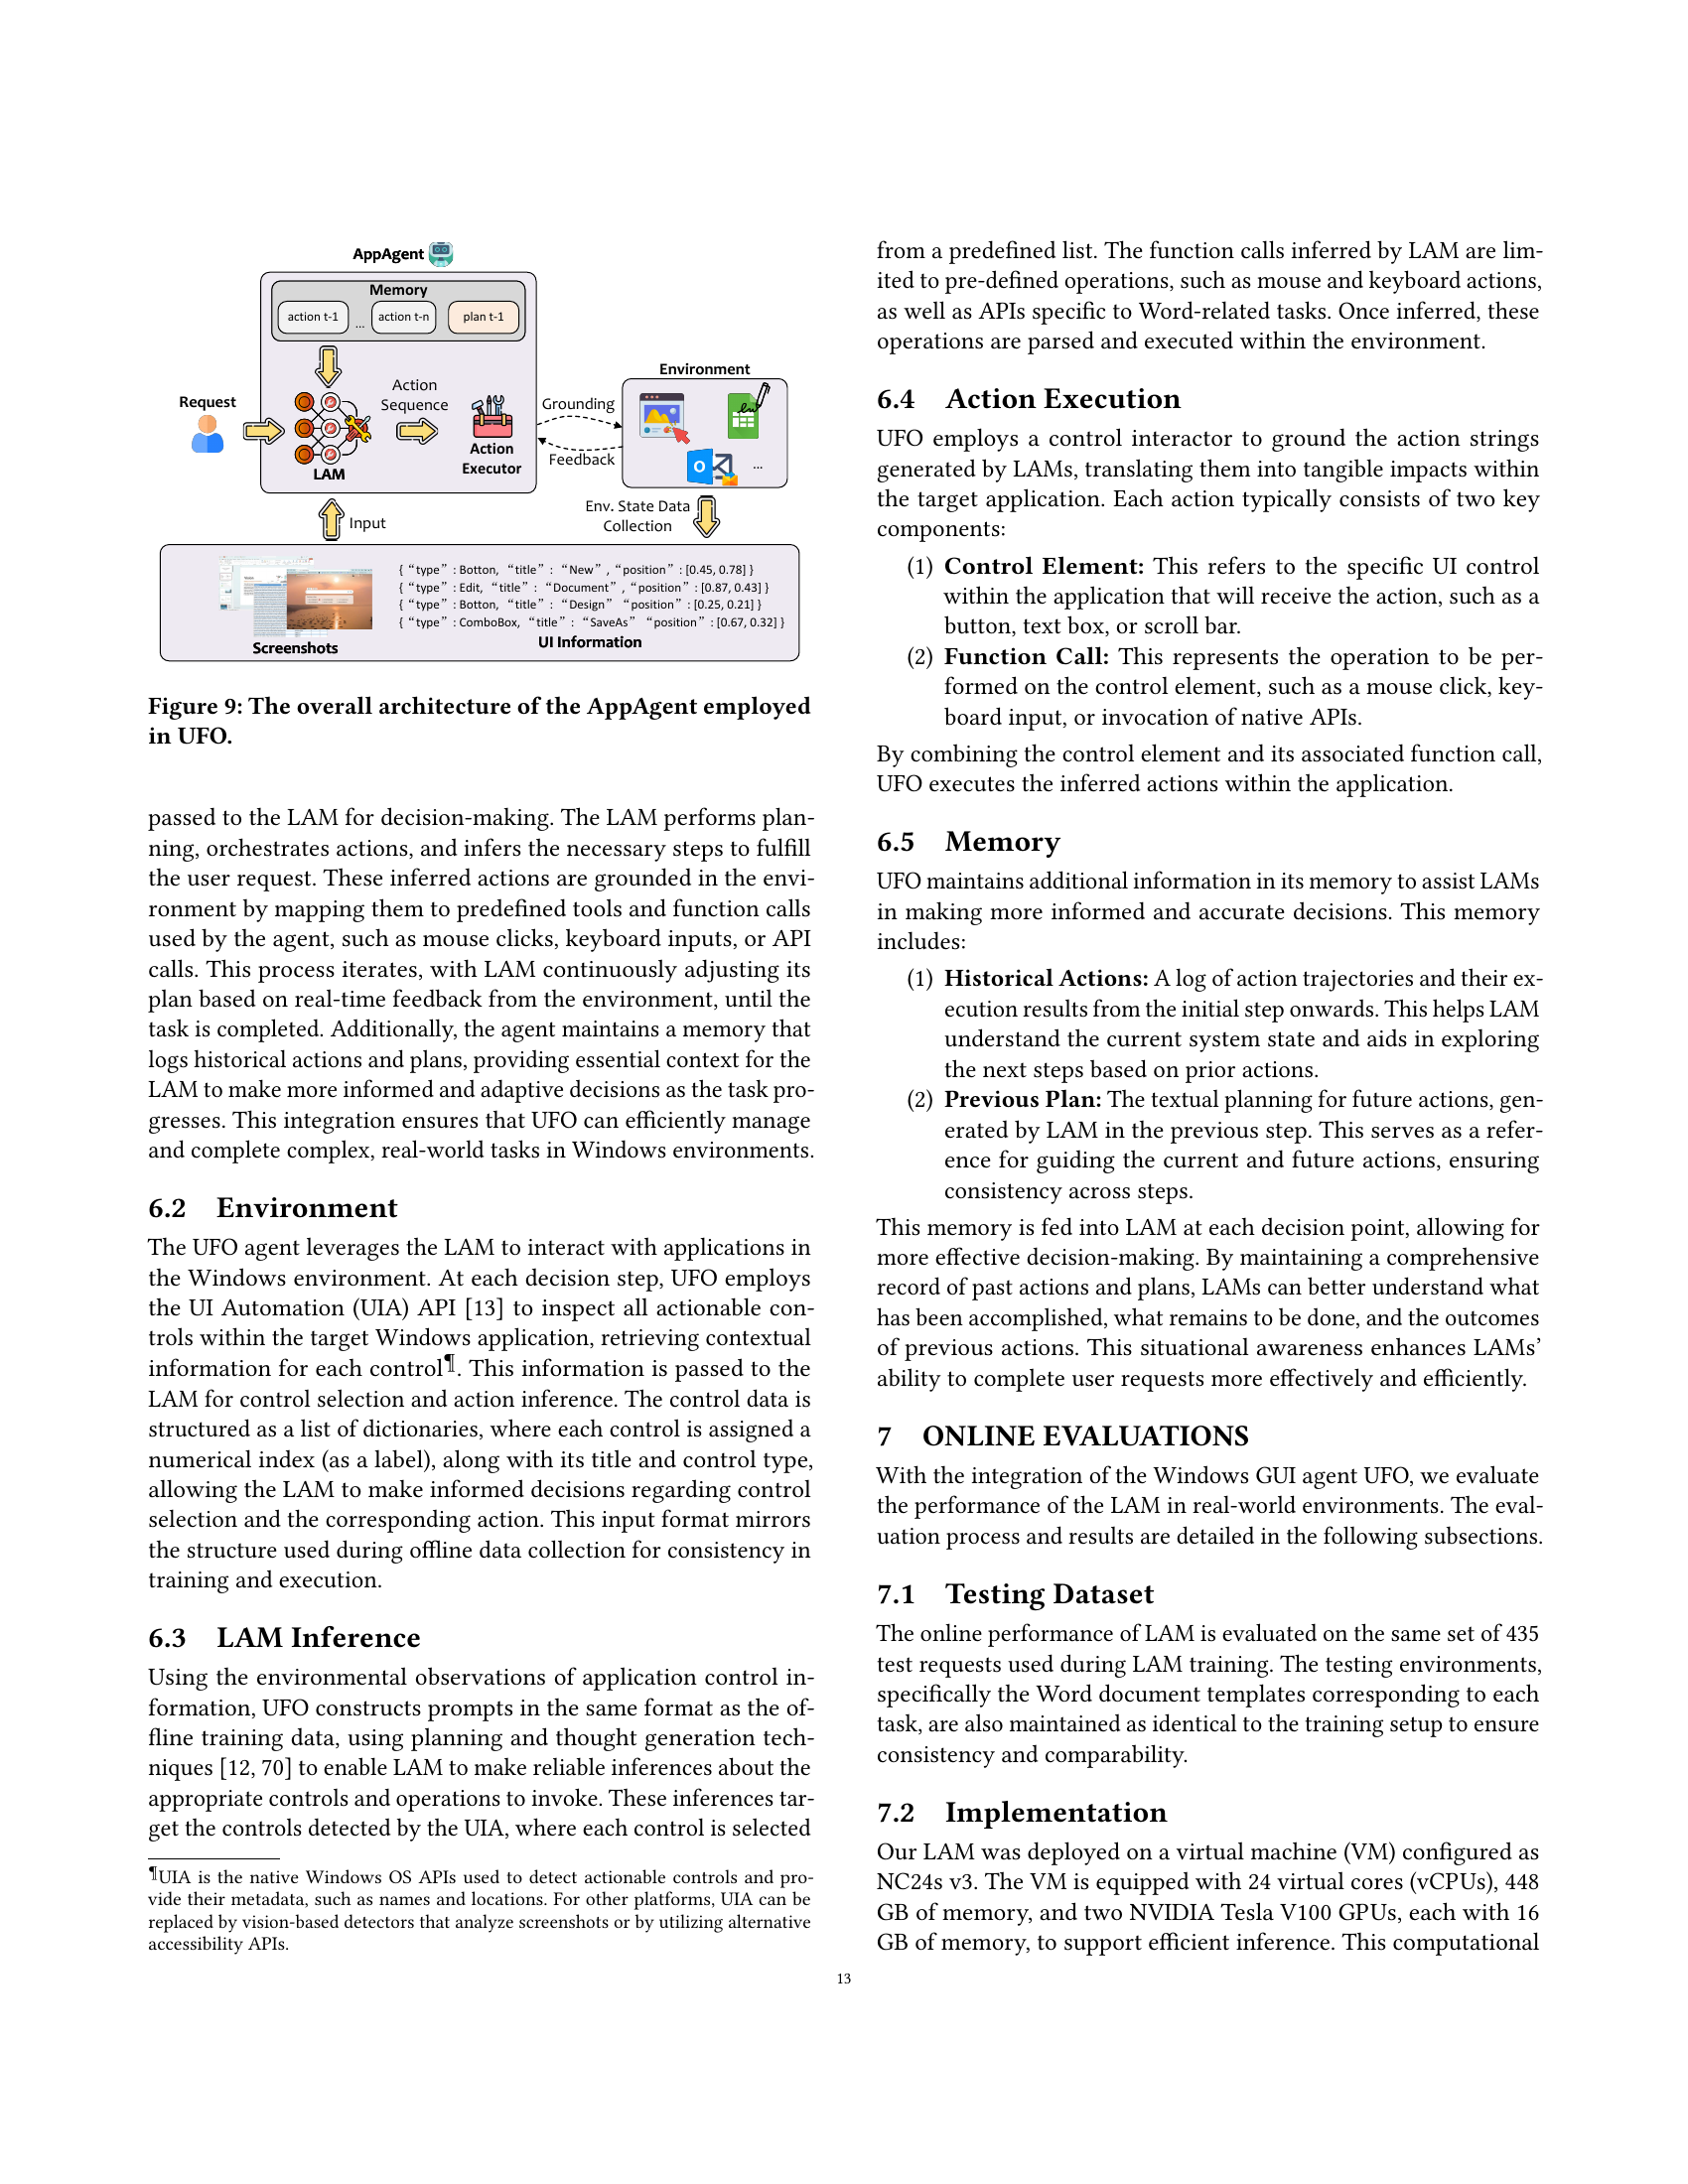 AppAgent
Memory
action t-1
...
action t-n
plan t-1
Request
Action
Sequence
LAM
Action
Executor
Grounding
Feedback
Environment
...
Input
Env. State Data
Collection
{ “type” : Botton, “title” : “New” , “position” : [0.45, 0.78] }
{ “type” : Edit, “title” : “Document” , “position” : [0.87, 0.43] }
{ “type” : Botton, “title” : “Design” “position” : [0.25, 0.21] }
{ “type” : ComboBox, “title” : “SaveAs” “position” : [0.67, 0.32] }
Screenshots
UI Information
Figure 9: The overall architecture of the AppAgent employed
in UFO.
passed to the LAM for decision-making. The LAM performs plan-
ning, orchestrates actions, and infers the necessary steps to fulfill
the user request. These inferred actions are grounded in the envi-
ronment by mapping them to predefined tools and function calls
used by the agent, such as mouse clicks, keyboard inputs, or API
calls. This process iterates, with LAM continuously adjusting its
plan based on real-time feedback from the environment, until the
task is completed. Additionally, the agent maintains a memory that
logs historical actions and plans, providing essential context for the
LAM to make more informed and adaptive decisions as the task pro-
gresses. This integration ensures that UFO can efficiently manage
and complete complex, real-world tasks in Windows environments.
6.2 Environment
The UFO agent leverages the LAM to interact with applications in
the Windows environment. At each decision step, UFO employs
the UI Automation (UIA) API [13] to inspect all actionable con-
trols within the target Windows application, retrieving contextual
information for each control¶. This information is passed to the
LAM for control selection and action inference. The control data is
structured as a list of dictionaries, where each control is assigned a
numerical index (as a label), along with its title and control type,
allowing the LAM to make informed decisions regarding control
selection and the corresponding action. This input format mirrors
the structure used during offline data collection for consistency in
training and execution.
6.3 LAM Inference
Using the environmental observations of application control in-
formation, UFO constructs prompts in the same format as the of-
fline training data, using planning and thought generation tech-
niques [12, 70] to enable LAM to make reliable inferences about the
appropriate controls and operations to invoke. These inferences tar-
get the controls detected by the UIA, where each control is selected
¶UIA is the native Windows OS APIs used to detect actionable controls and pro-
vide their metadata, such as names and locations. For other platforms, UIA can be
replaced by vision-based detectors that analyze screenshots or by utilizing alternative
accessibility APIs.
from a predefined list. The function calls inferred by LAM are lim-
ited to pre-defined operations, such as mouse and keyboard actions,
as well as APIs specific to Word-related tasks. Once inferred, these
operations are parsed and executed within the environment.
6.4 Action Execution
UFO employs a control interactor to ground the action strings
generated by LAMs, translating them into tangible impacts within
the target application. Each action typically consists of two key
components:
(1) Control Element: This refers to the specific UI control
within the application that will receive the action, such as a
button, text box, or scroll bar.
(2) Function Call: This represents the operation to be per-
formed on the control element, such as a mouse click, key-
board input, or invocation of native APIs.
By combining the control element and its associated function call,
UFO executes the inferred actions within the application.
6.5 Memory
UFO maintains additional information in its memory to assist LAMs
in making more informed and accurate decisions. This memory
includes:
(1) Historical Actions: A log of action trajectories and their ex-
ecution results from the initial step onwards. This helps LAM
understand the current system state and aids in exploring
the next steps based on prior actions.
(2) Previous Plan: The textual planning for future actions, gen-
erated by LAM in the previous step. This serves as a refer-
ence for guiding the current and future actions, ensuring
consistency across steps.
This memory is fed into LAM at each decision point, allowing for
more effective decision-making. By maintaining a comprehensive
record of past actions and plans, LAMs can better understand what
has been accomplished, what remains to be done, and the outcomes
of previous actions. This situational awareness enhances LAMs’
ability to complete user requests more effectively and efficiently.
7 ONLINE EVALUATIONS
With the integration of the Windows GUI agent UFO, we evaluate
the performance of the LAM in real-world environments. The eval-
uation process and results are detailed in the following subsections.
7.1 Testing Dataset
The online performance of LAM is evaluated on the same set of 435
test requests used during LAM training. The testing environments,
specifically the Word document templates corresponding to each
task, are also maintained as identical to the training setup to ensure
consistency and comparability.
7.2 Implementation
Our LAM was deployed on a virtual machine (VM) configured as
NC24s v3. The VM is equipped with 24 virtual cores (vCPUs), 448
GB of memory, and two NVIDIA Tesla V100 GPUs, each with 16
GB of memory, to support efficient inference. This computational
13